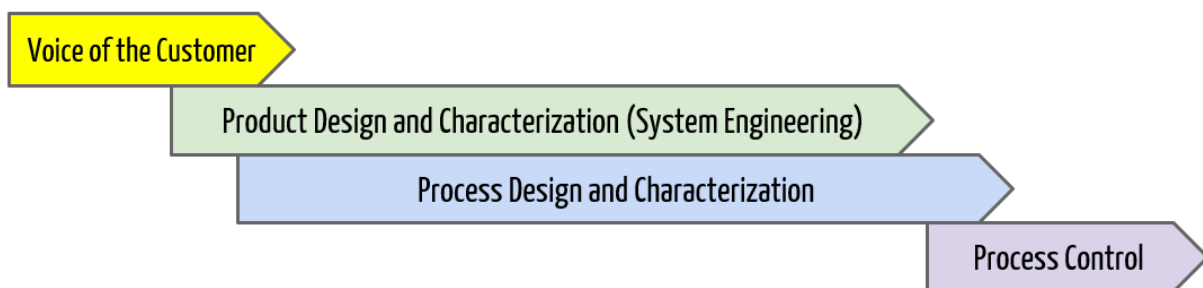 Voice of the Customer
Product Design and Characterization (System Engineering)
Process Design and Characterization
Process Control